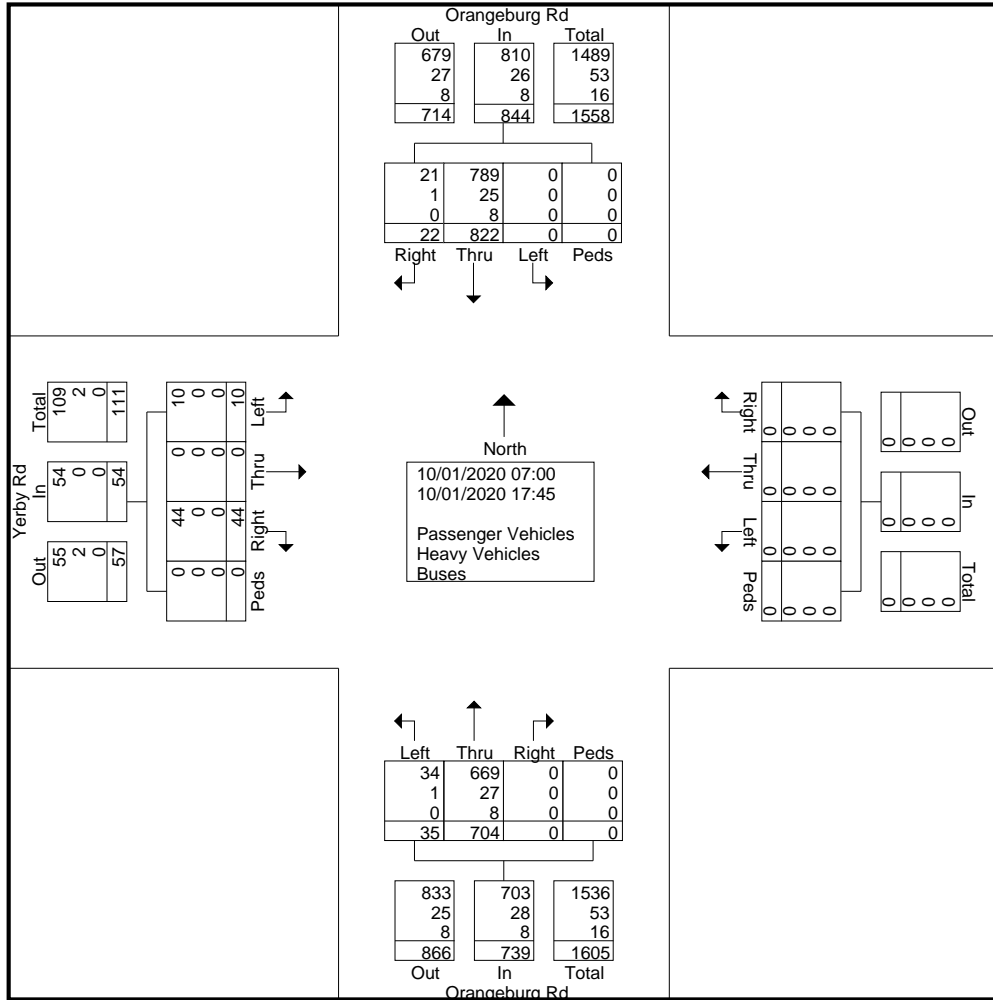 Orangeburg Rd
Out In Total
679 810 1489
27 26 53
8 8 16
714 844 1558
21 789 0 0
1 25 0 0
0 8 0 0
22 822 0 0
Right Thru Left Peds
Yerby Rd
Total In Out
109 54 55
2 0 2
0 0 0
111 54 57
10 0 44 0
0 0 0 0
0 0 0 0
10 0 44 0
Left Thru Right Peds
North
10/01/2020 07:00
10/01/2020 17:45
Passenger Vehicles
Heavy Vehicles
Buses
Right Thru Left Peds
0 0 0 0
0 0 0 0
0 0 0 0
0 0 0 0
Out In Total
0 0 0
0 0 0
0 0 0
0 0 0
Left Thru Right Peds
34 669 0 0
1 27 0 0
0 8 0 0
35 704 0 0
833 703 1536
25 28 53
8 8 16
866 739 1605
Out In Total
Orangeburg Rd